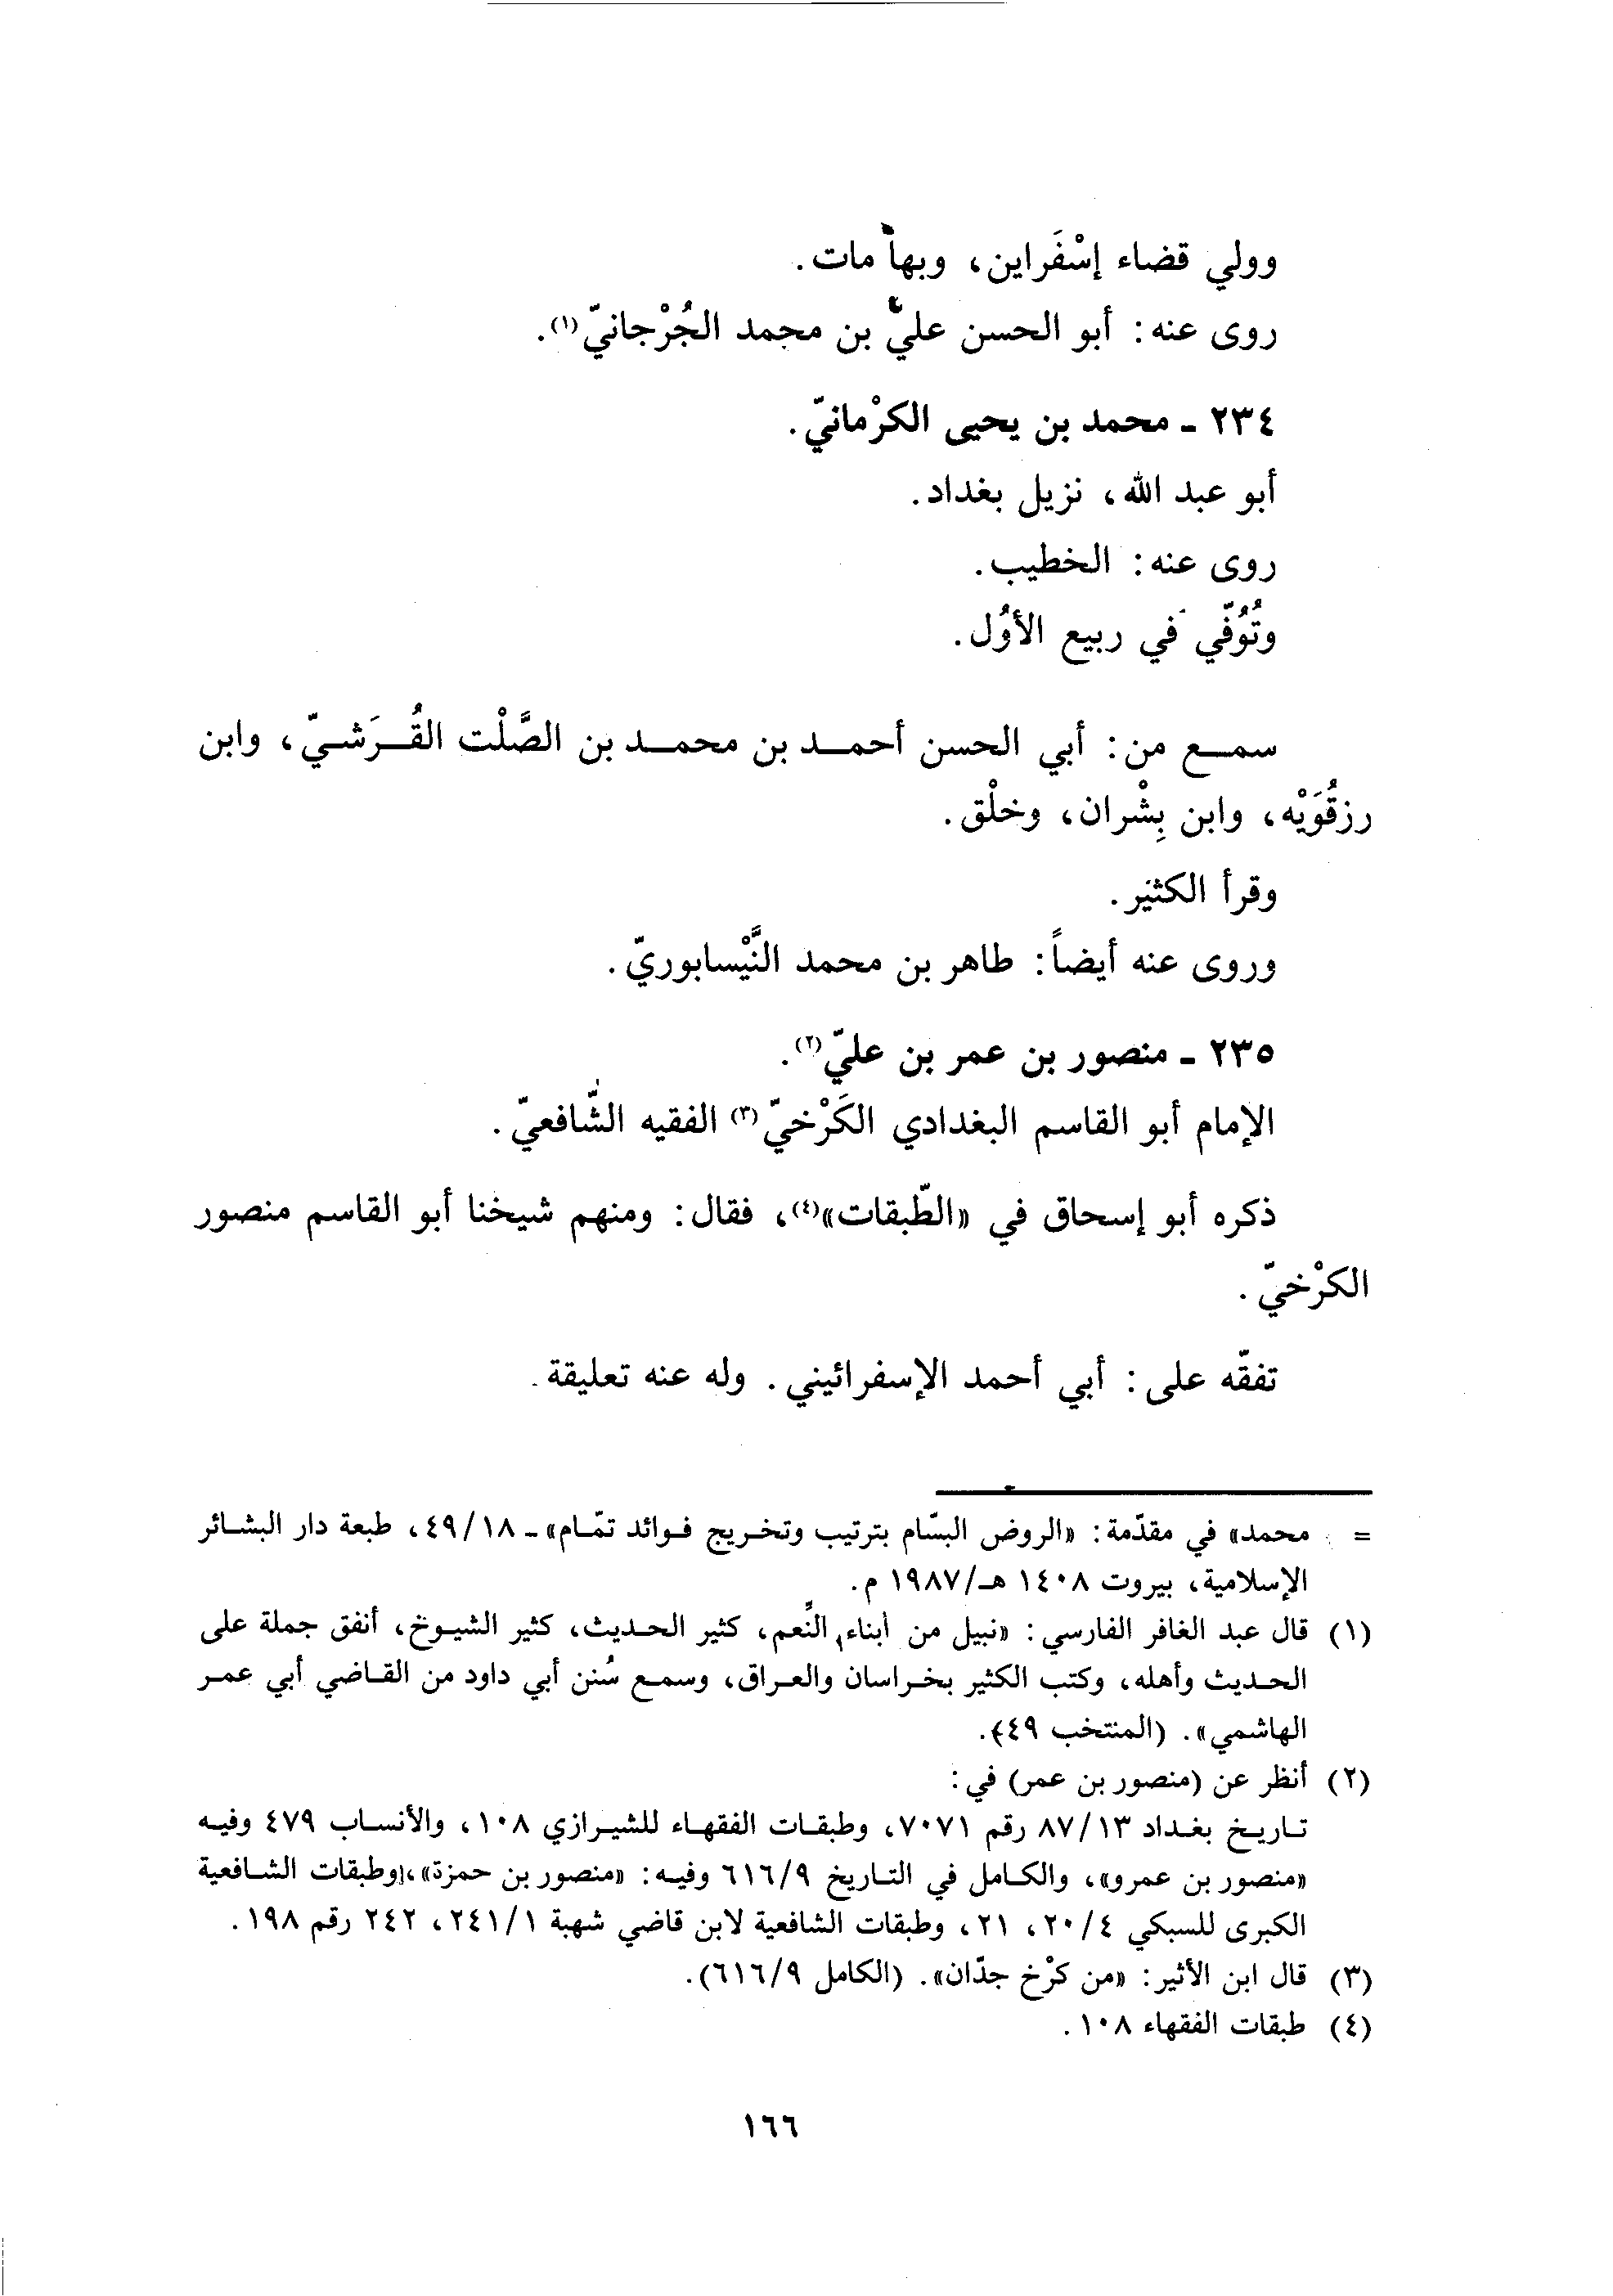 وولي قضاء إسْفَراين، وبها مات.
روى عنه: أبو الحسن عليّ بن محمد الجُرْجانيّ(١).
٢٣٤ - محمد بن يحيى الكرْمانيّ.
أبو عبد الله، نزيل بغداد.
روى عنه: الخطيب.
وتُوُفّي في ربيع الأوّل.
سمع من: أبي الحسن أحمد بن محمد بن الصَّلْت القُرَشيّ، وابن
رزقُوَيْه، وابن بِشْران، وخلْق.
وقرأ الكثير.
وروى عنه أيضاً: طاهر بن محمد النَّيْسابوريّ.
٢٣٥ - منصور بن عمر بن عليّ(٢).
الإمام أبو القاسم البغدادي الكَرْخيّ(٣) الفقيه الشّافعيّ.
ذكره أبو إسحاق في «الطّبقات»(٤)، فقال: ومنهم شيخنا أبو القاسم منصور
الكرْخيّ.
تفقّه على: أبي أحمد الإسفرائيني. وله عنه تعليقة.
= محمد» في مقدّمة: «الروض البسّام بترتيب وتخريج فوائد تمّام» - ٤٩/١٨، طبعة دار البشائر
الإسلامية، بيروت ١٤٠٨ هـ/١٩٨٧ م.
(١) قال عبد الغافر الفارسي: «نبيل من أبناء النّعم، كثير الحديث، كثير الشيوخ، أنفق جملة على
الحديث وأهله، وكتب الكثير بخراسان والعراق، وسمع سُنن أبي داود من القاضي أبي عمر
الهاشمي». (المنتخب ٤٩).
(٢) أنظر عن (منصور بن عمر) في:
تاريخ بغداد ٨٧/١٣ رقم ٧٠٧١، وطبقات الفقهاء للشيرازي ١٠٨، والأنساب ٤٧٩ وفيه
«منصور بن عمرو»، والكامل في التاريخ ٦١٦/٩ وفيه: «منصور بن حمزة»، وطبقات الشافعية
الكبرى للسبكي ٢٠/٤، ٢١، وطبقات الشافعية لابن قاضي شهبة ٢٤١/١، ٢٤٢ رقم ١٩٨.
(٣) قال ابن الأثير: «من كرْخ جدّان». (الكامل ٦١٦/٩).
(٤) طبقات الفقهاء ١٠٨.
١٦٦